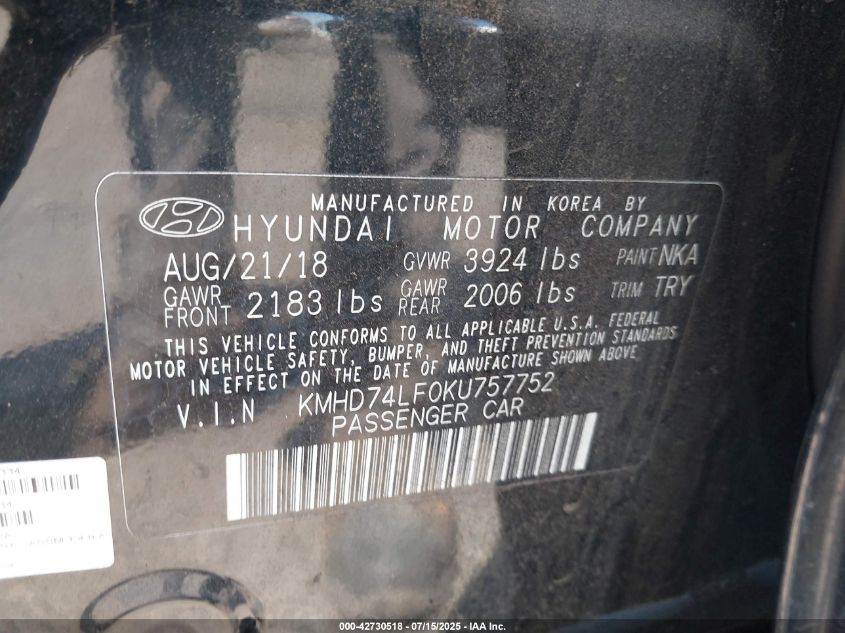 MANUFACTURED IN KOREA BY
HYUNDAI MOTOR COMPANY
AUG/21/18 GVWR 3924 lbs PAINT NKA
GAWR FRONT 2183 lbs GAWR REAR 2006 lbs TRIM TRY
THIS VEHICLE CONFORMS TO ALL APPLICABLE U.S.A. FEDERAL
MOTOR VEHICLE SAFETY, BUMPER, AND THEFT PREVENTION STANDARDS
IN EFFECT ON THE DATE OF MANUFACTURE SHOWN ABOVE
V.I.N KMHD74LF0KU757752
PASSENGER CAR
000-42730518 - 07/15/2025 - IAA Inc.